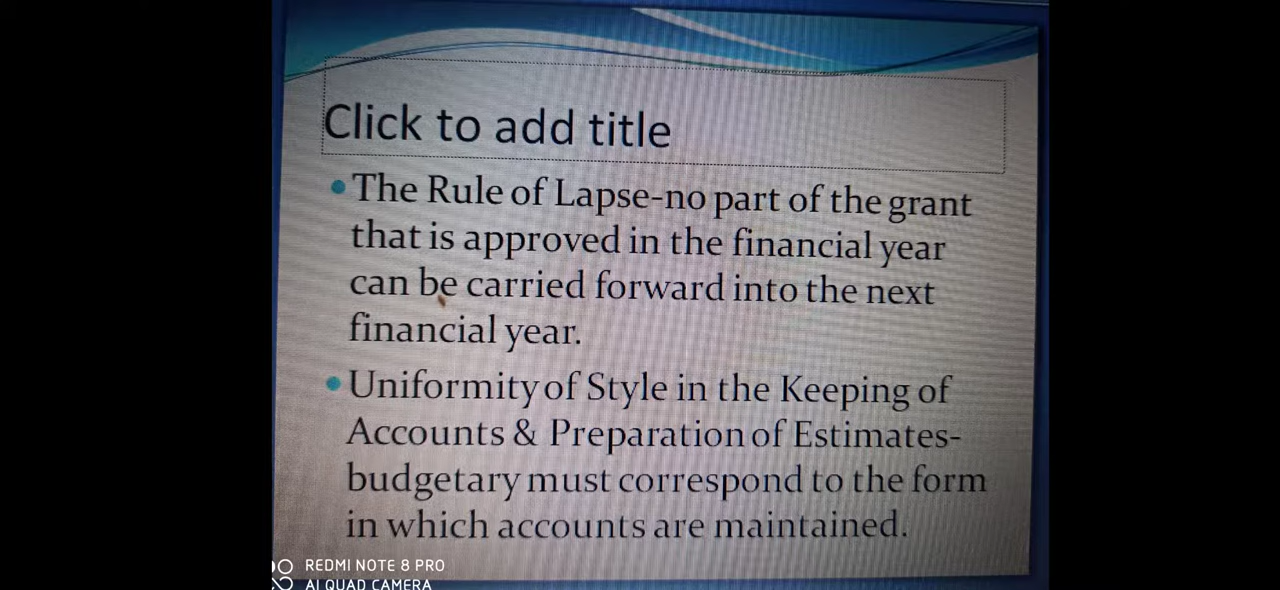 Click to add title
The Rule of Lapse-no part of the grant
that is approved in the financial year
can be carried forward into the next
financial year.
Uniformity of Style in the Keeping of
Accounts & Preparation of Estimates-
budgetary must correspond to the form
in which accounts are maintained.
REDMI NOTE 8 PRO
AI QUAD CAMERA